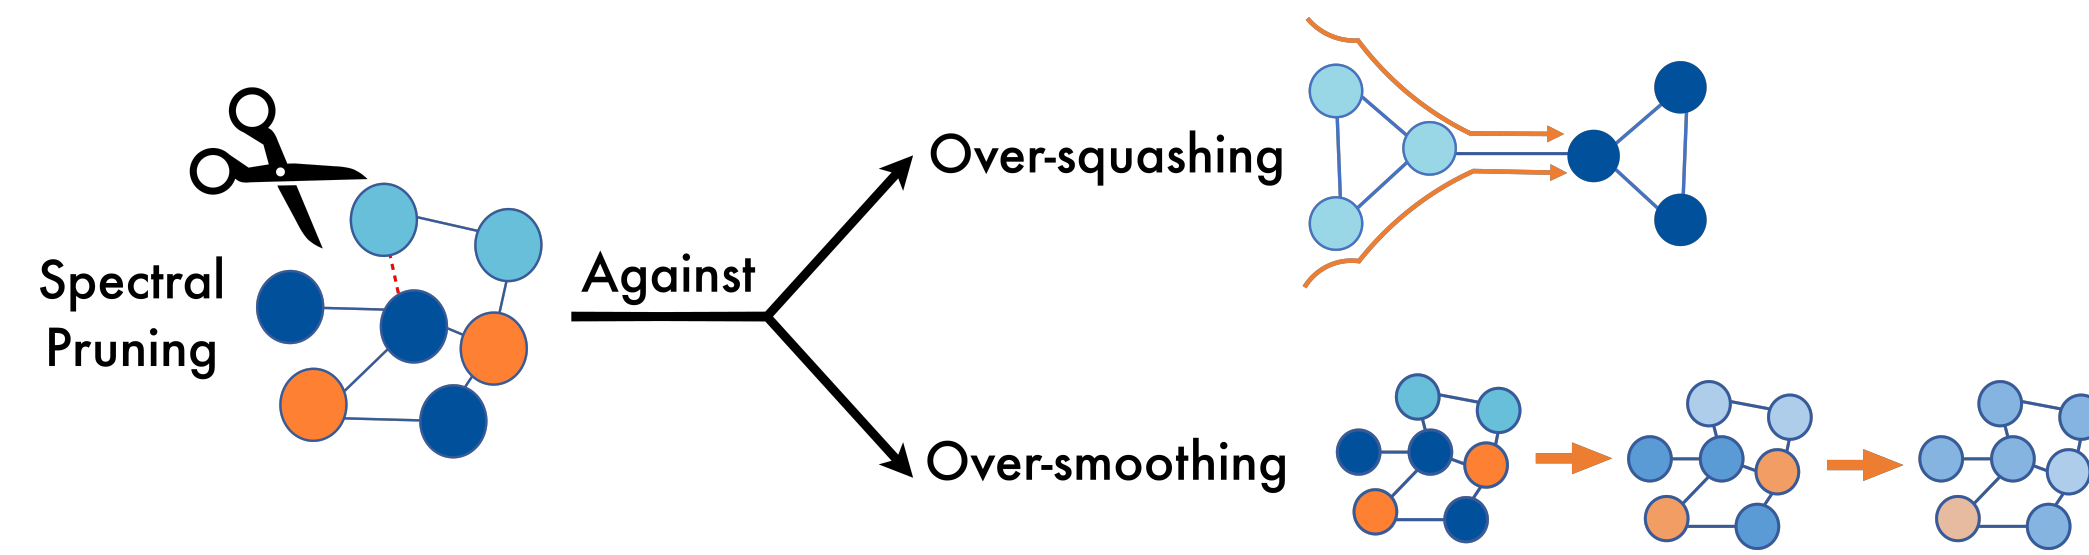 Spectral
Pruning
Against
Over-squashing
Over-smoothing